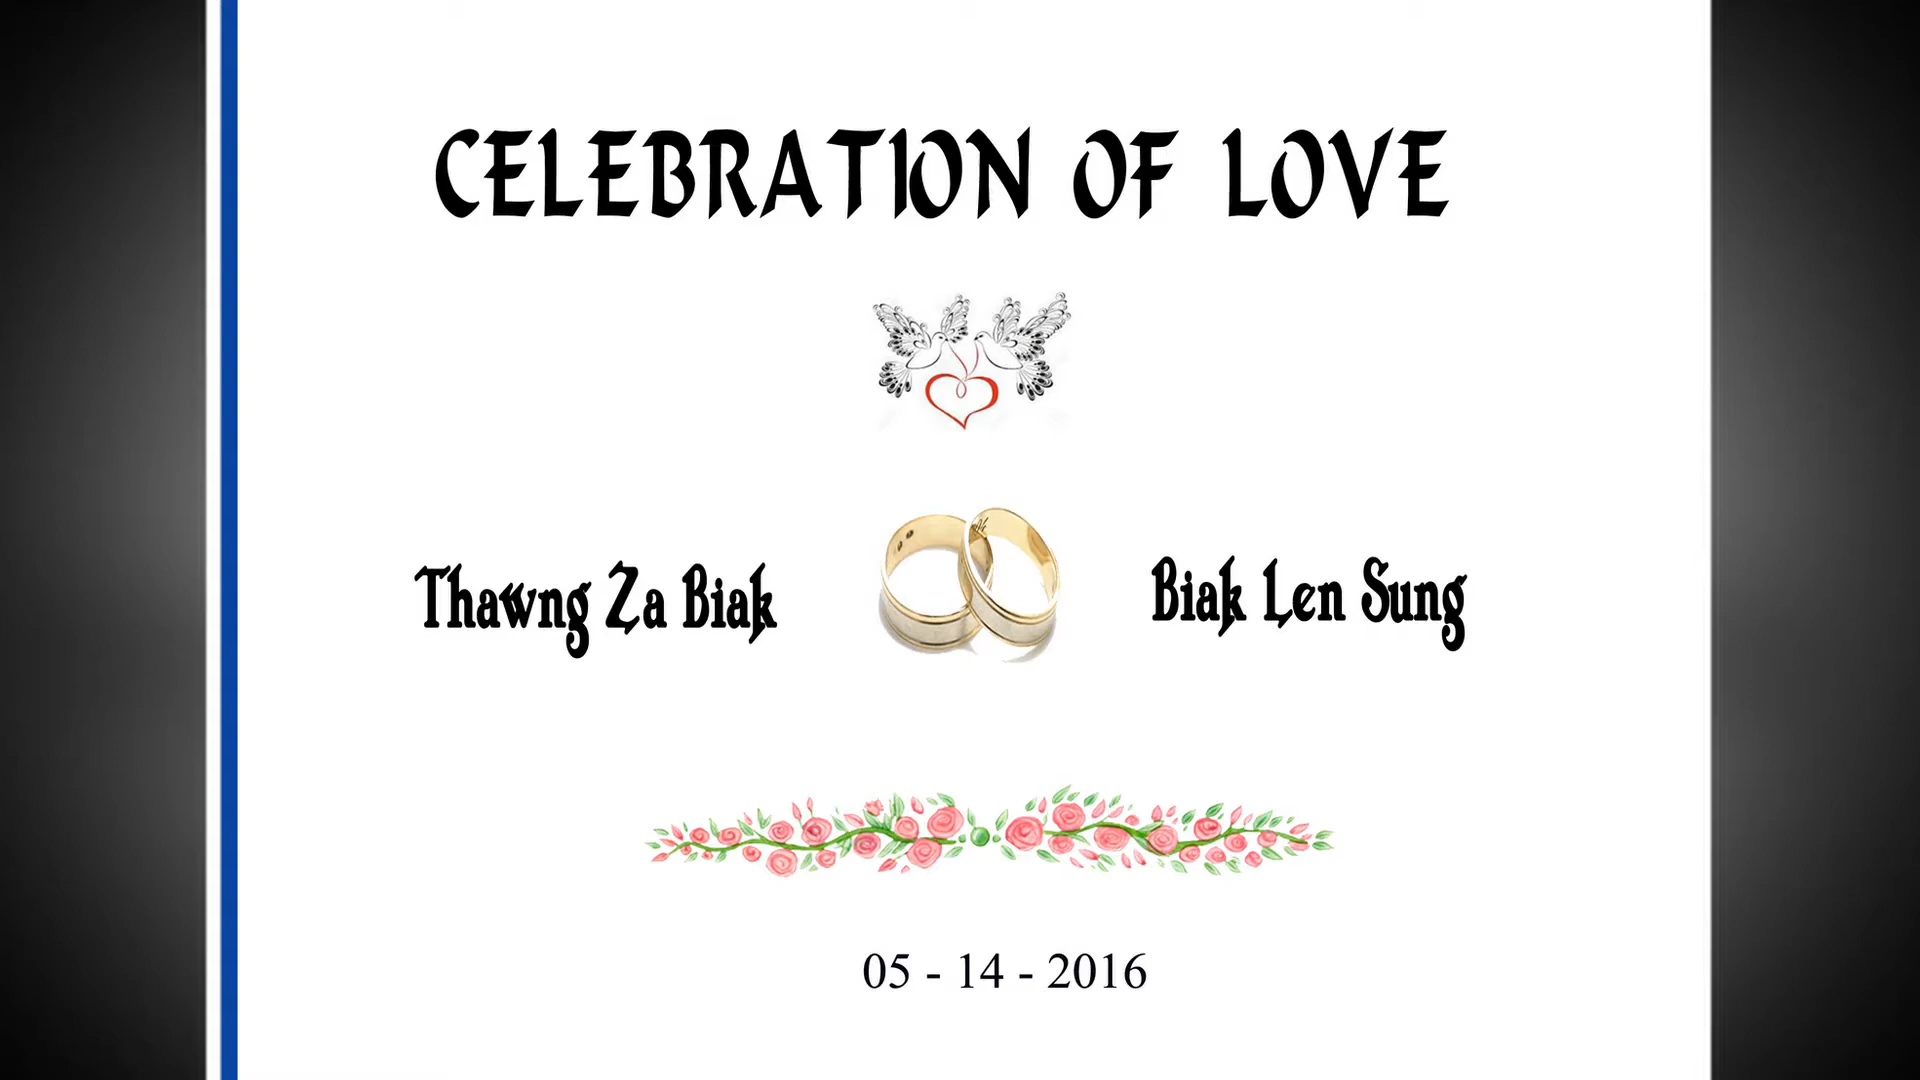 CELEBRATION OF LOVE
Thawng Za Biak
Biak Len Sung
05 - 14 - 2016